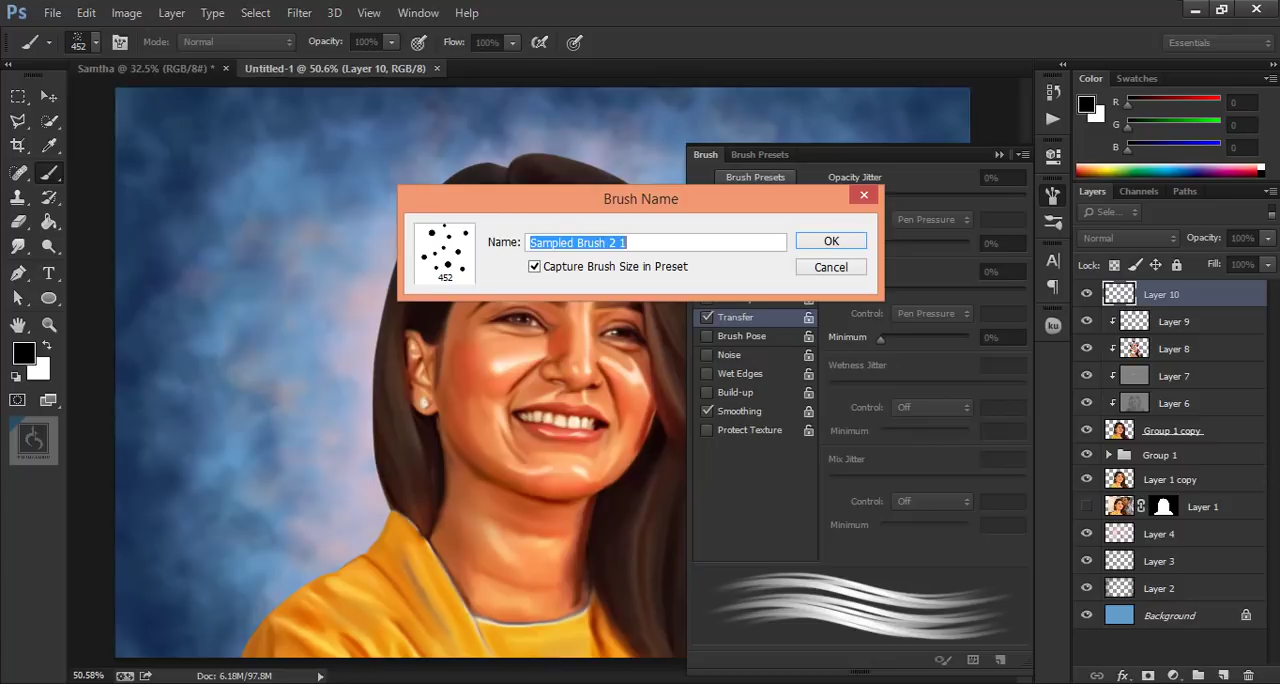 Ps File Edit Image Layer Type Select Filter 3D View Window Help
452 Mode: Normal Opacity: 100% Flow: 100% Essentials
Samtha @ 32.5% (RGB/8#) * × Untitled-1 @ 50.6% (Layer 10, RGB/8) ×
Color Swatches
R 0
G 0
B 0
Brush Brush Presets
Brush Presets Opacity Jitter 0%
Brush Name
Name: Sampled Brush 2 1 OK
Capture Brush Size in Preset Cancel
452
Pen Pressure
0%
0%
Transfer Control: Pen Pressure
Brush Pose Minimum 0%
Noise
Wet Edges Wetness Jitter
Build-up
Smoothing Control: Off
Protect Texture Minimum
Mix Jitter
Control: Off
Minimum
Layers Channels Paths
Sele...
Normal Opacity: 100%
Lock: Fill: 100%
Layer 10
Layer 9
Layer 8
Layer 7
Layer 6
Group 1 copy
Group 1
Layer 1 copy
Layer 1
Layer 4
Layer 3
Layer 2
Background
ku
fx
50.58% Doc: 6.18M/97.8M